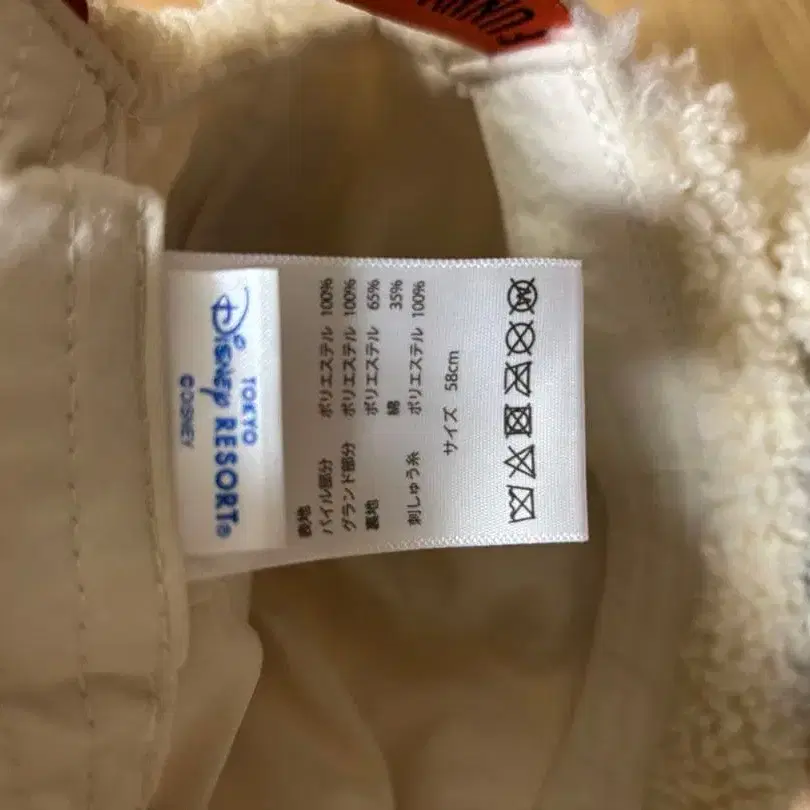 FUNNY
TOKYO
DISNEY RESORT®
©DISNEY
表地
パイル部分 ポリエステル 100%
グランド部分 ポリエステル 100%
裏地 ポリエステル 65%
綿 35%
刺しゅう糸 ポリエステル 100%
サイズ 58cm